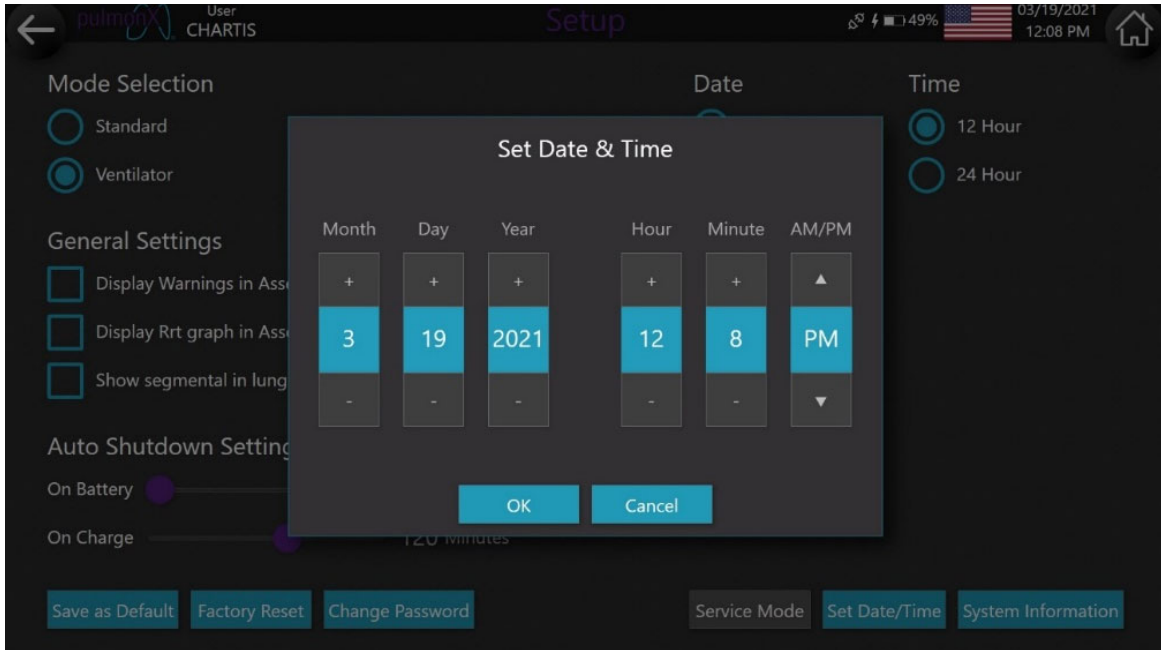 pulmonx
User
CHARTIS
Setup
49%
03/19/2021
12:08 PM
Mode Selection
Date
Time
Standard
12 Hour
Ventilator
24 Hour
Set Date & Time
Month Day Year Hour Minute AM/PM
+ + + + + ▲
3 19 2021 12 8 PM
- - - - - ▼
General Settings
Display Warnings in
Display Rrt graph in
Show segmental in lung
Auto Shutdown
On Battery
On Charge
120 Minutes
OK Cancel
Save as Default Factory Reset Change Password Service Mode Set Date/Time System Information